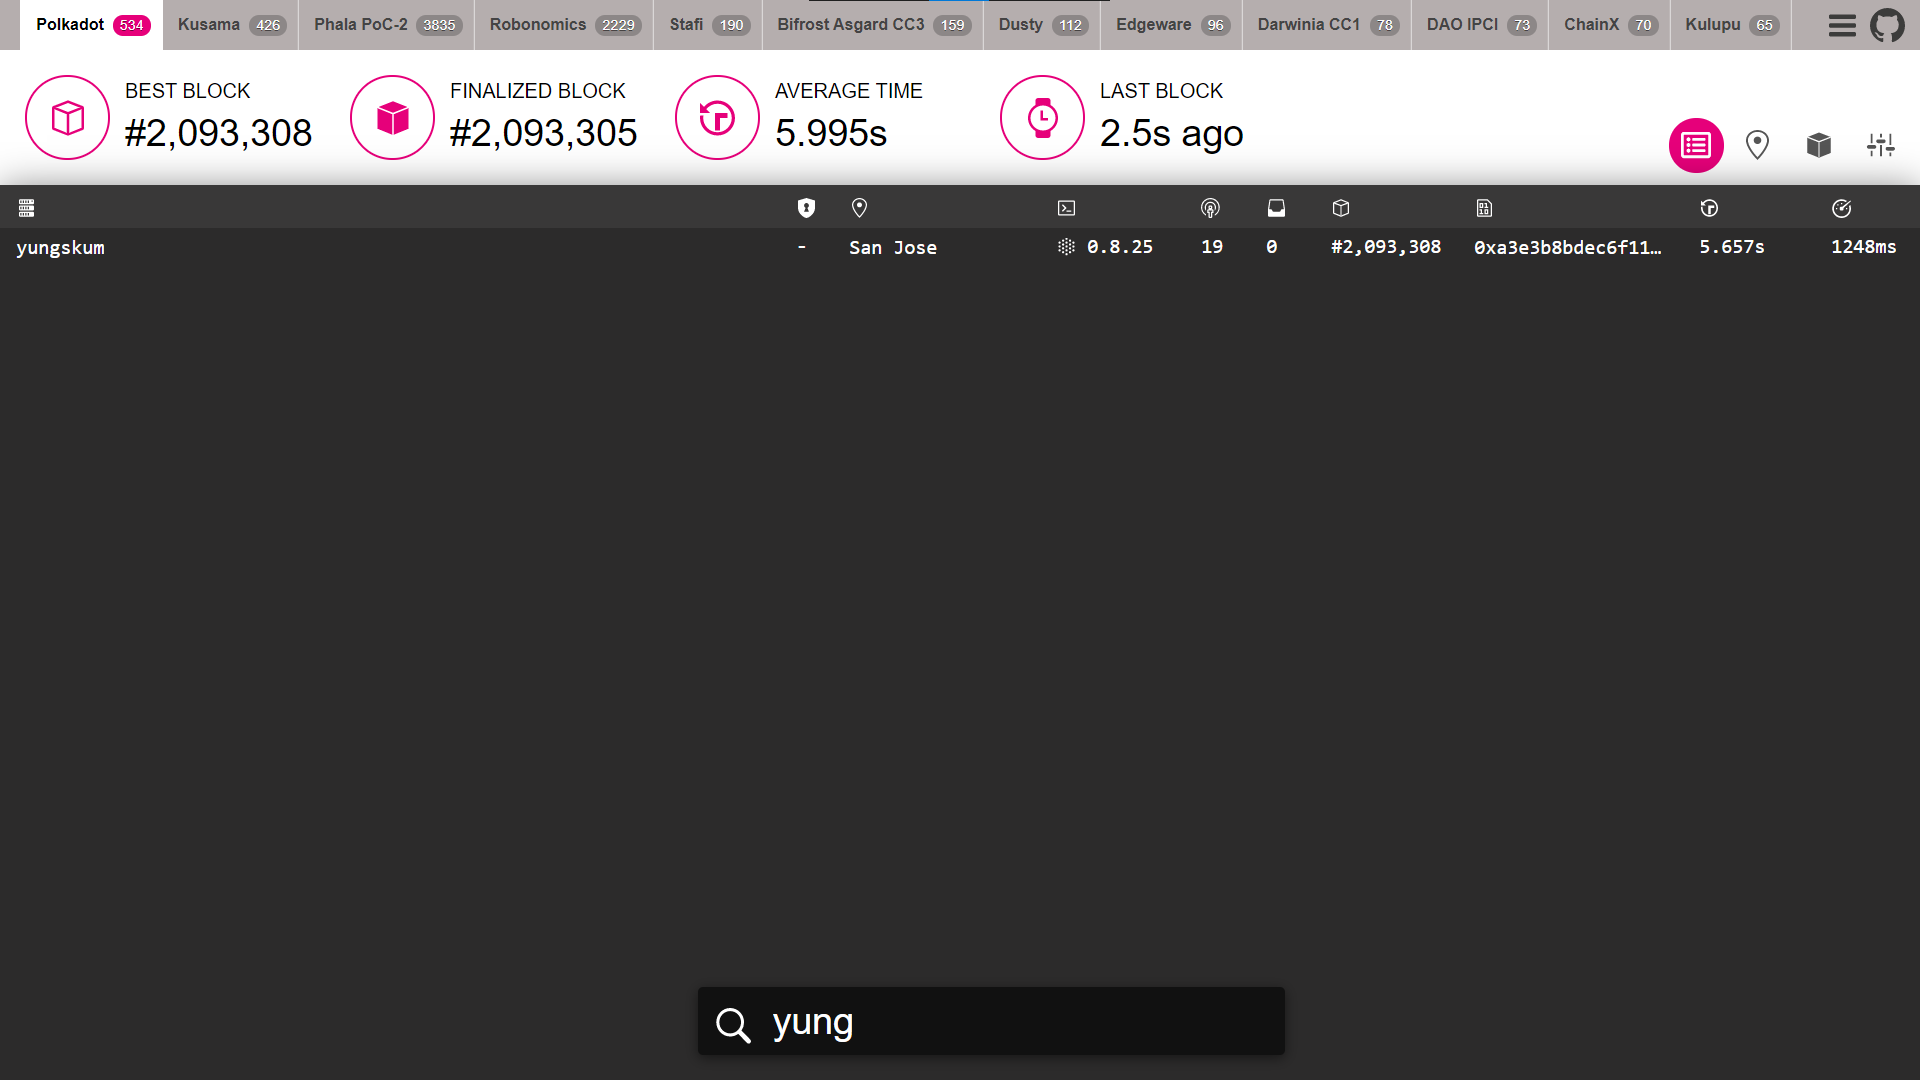 Polkadot 534 Kusama 426 Phala PoC-2 3835 Robonomics 2229 Stafi 190 Bifrost Asgard CC3 159 Dusty 112 Edgeware 96 Darwinia CC1 78 DAO IPCI 73 ChainX 70 Kulupu 65
BEST BLOCK
#2,093,308
FINALIZED BLOCK
#2,093,305
AVERAGE TIME
5.995s
LAST BLOCK
2.5s ago
yungskum - San Jose 0.8.25 19 0 #2,093,308 0xa3e3b8bdec6f11… 5.657s 1248ms
yung